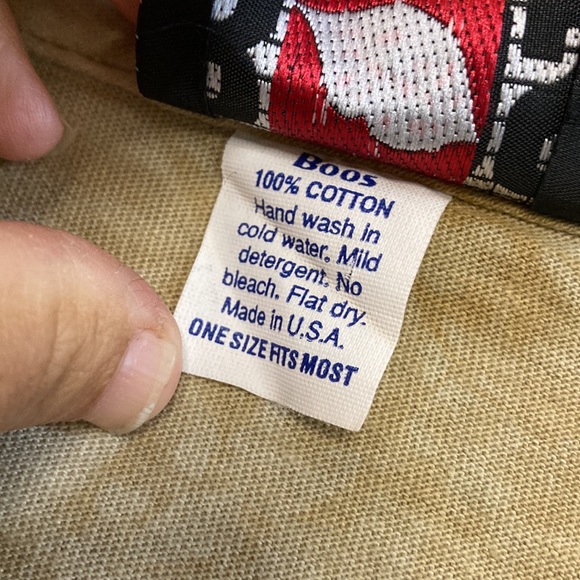 Boos
100% COTTON
Hand wash in
cold water. Mild
detergent. No
bleach. Flat dry.
Made in U.S.A.
ONE SIZE FITS MOST